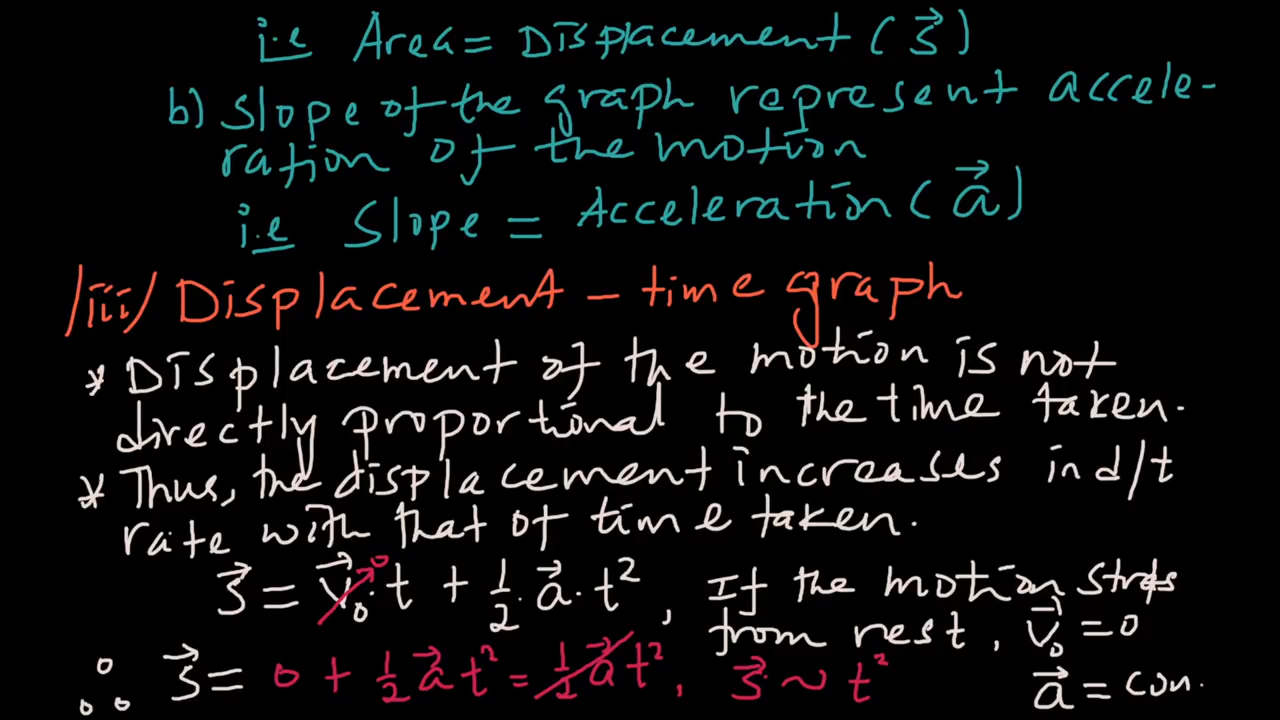 i.e Area = Displacement (S⃗)
b) Slope of the graph represent accele-
ration of the motion
i.e Slope = Acceleration (a⃗)
/iii/ Displacement - time graph
* Displacement of the motion is not
directly proportional to the time taken.
* Thus, the displacement increases in d/t
rate with that of time taken.
S⃗ = v⃗₀·t + 1/2·a⃗·t², If the motion
0
from rest, v⃗₀ = 0
∴ S⃗ = 0 + 1/2 a⃗ t² = 1/2 a⃗ t², S⃗ ~ t²
a⃗ = con.